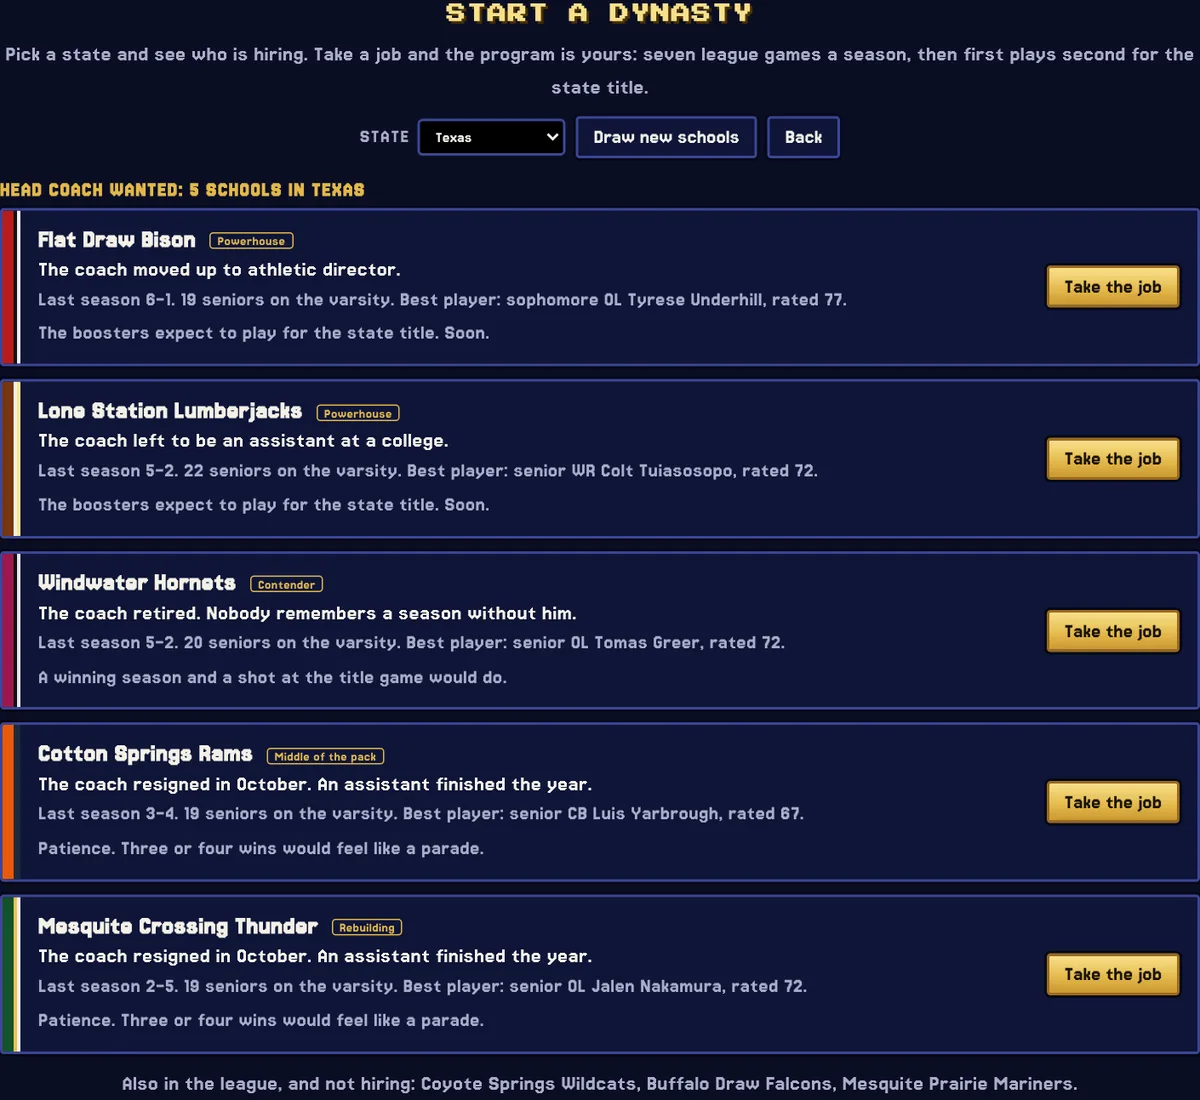 START A DYNASTY
Pick a state and see who is hiring. Take a job and the program is yours: seven league games a season, then first plays second for the
state title.
STATE Texas Draw new schools Back
HEAD COACH WANTED: 5 SCHOOLS IN TEXAS
Flat Draw Bison Powerhouse
The coach moved up to athletic director.
Last season 6-1. 19 seniors on the varsity. Best player: sophomore OL Tyrese Underhill, rated 77.
The boosters expect to play for the state title. Soon.
Take the job
Lone Station Lumberjacks Powerhouse
The coach left to be an assistant at a college.
Last season 5-2. 22 seniors on the varsity. Best player: senior WR Colt Tuiasosopo, rated 72.
The boosters expect to play for the state title. Soon.
Take the job
Windwater Hornets Contender
The coach retired. Nobody remembers a season without him.
Last season 5-2. 20 seniors on the varsity. Best player: senior OL Tomas Greer, rated 72.
A winning season and a shot at the title game would do.
Take the job
Cotton Springs Rams Middle of the pack
The coach resigned in October. An assistant finished the year.
Last season 3-4. 19 seniors on the varsity. Best player: senior CB Luis Yarbrough, rated 67.
Patience. Three or four wins would feel like a parade.
Take the job
Mesquite Crossing Thunder Rebuilding
The coach resigned in October. An assistant finished the year.
Last season 2-5. 19 seniors on the varsity. Best player: senior OL Jalen Nakamura, rated 72.
Patience. Three or four wins would feel like a parade.
Take the job
Also in the league, and not hiring: Coyote Springs Wildcats, Buffalo Draw Falcons, Mesquite Prairie Mariners.